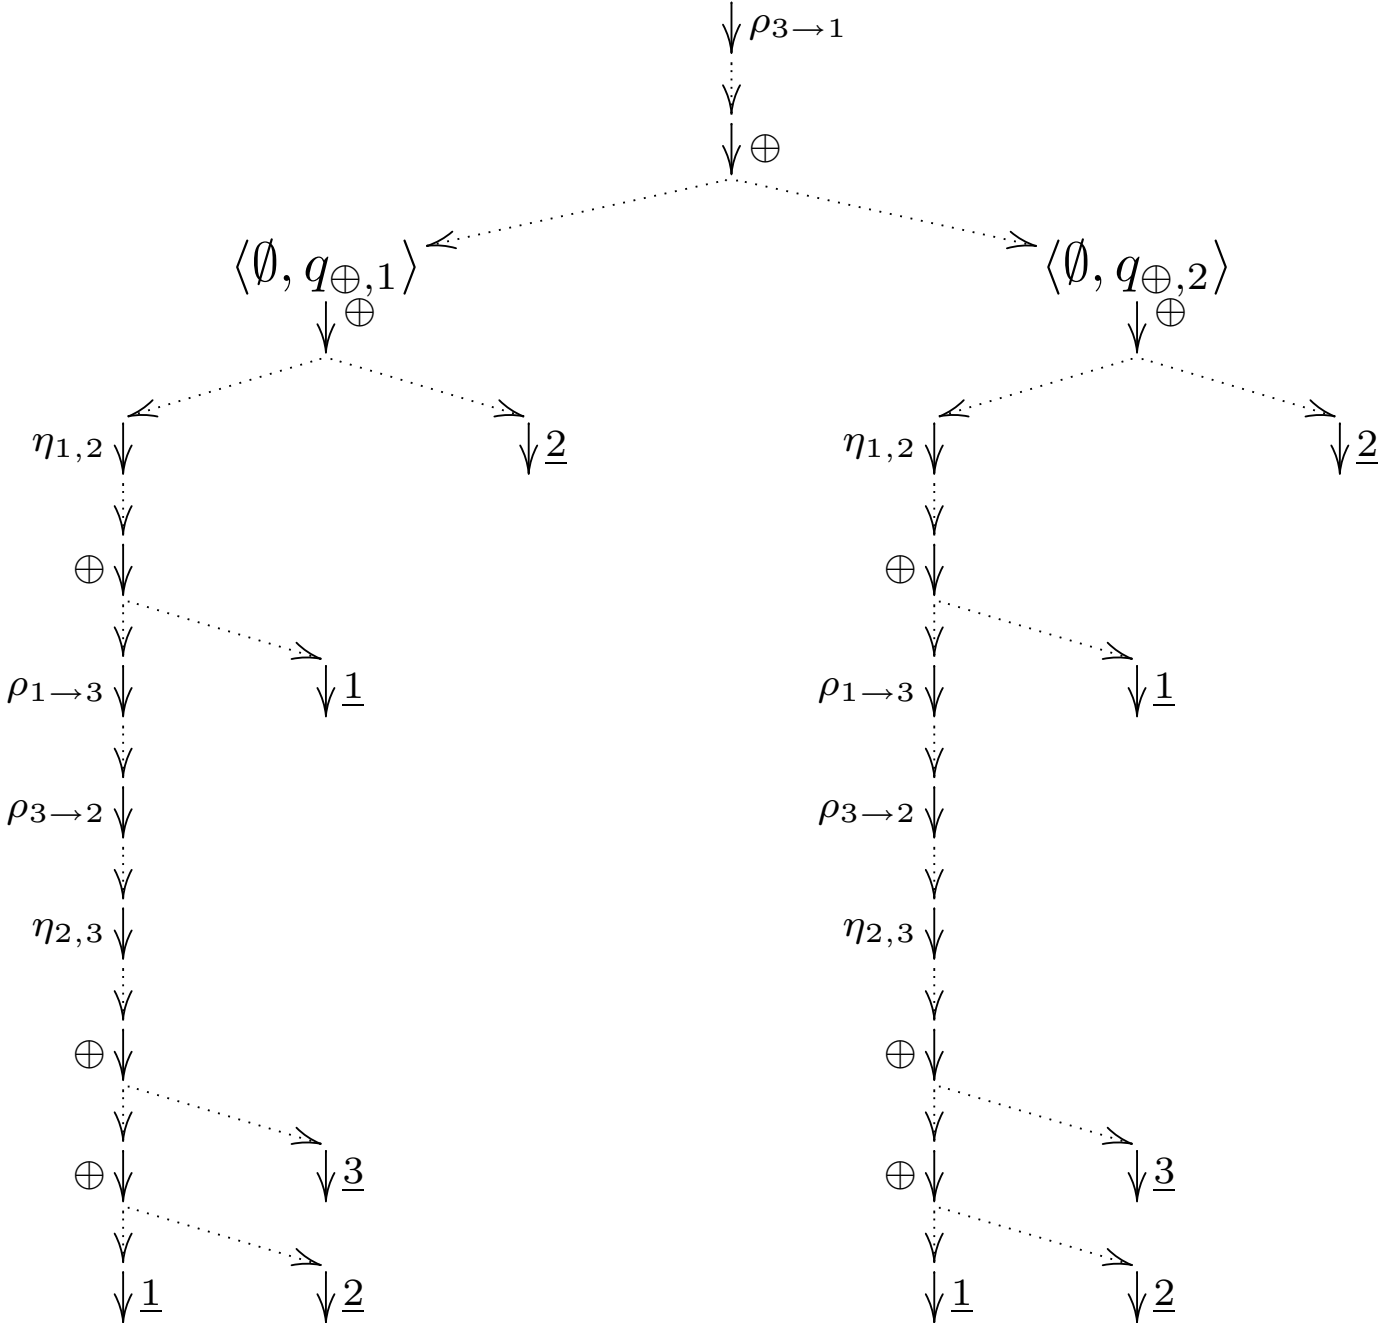 ρ₃→₁
⊕
⟨∅, q⊕,₁⟩ ⟨∅, q⊕,₂⟩
⊕ ⊕
η₁,₂ 2 η₁,₂ 2
⊕ ⊕
ρ₁→₃ 1 ρ₁→₃ 1
ρ₃→₂ ρ₃→₂
η₂,₃ η₂,₃
⊕ ⊕
⊕ 3 ⊕ 3
1 2 1 2